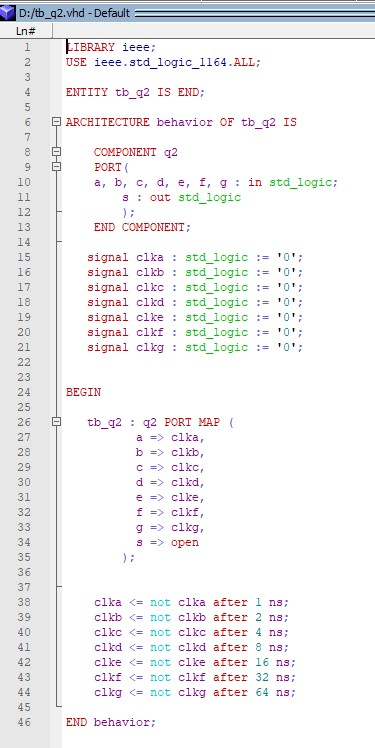 D:/tb_q2.vhd - Default
Ln#
1 LIBRARY ieee;
2 USE ieee.std_logic_1164.ALL;
3
4 ENTITY tb_q2 IS END;
5
6 ARCHITECTURE behavior OF tb_q2 IS
7
8 COMPONENT q2
9 PORT(
10 a, b, c, d, e, f, g : in std_logic;
11 s : out std_logic
12 );
13 END COMPONENT;
14
15 signal clka : std_logic := '0';
16 signal clkb : std_logic := '0';
17 signal clkc : std_logic := '0';
18 signal clkd : std_logic := '0';
19 signal clke : std_logic := '0';
20 signal clkf : std_logic := '0';
21 signal clkg : std_logic := '0';
22
23
24 BEGIN
25
26 tb_q2 : q2 PORT MAP (
27 a => clka,
28 b => clkb,
29 c => clkc,
30 d => clkd,
31 e => clke,
32 f => clkf,
33 g => clkg,
34 s => open
35 );
36
37
38 clka <= not clka after 1 ns;
39 clkb <= not clkb after 2 ns;
40 clkc <= not clkc after 4 ns;
41 clkd <= not clkd after 8 ns;
42 clke <= not clke after 16 ns;
43 clkf <= not clkf after 32 ns;
44 clkg <= not clkg after 64 ns;
45
46 END behavior;